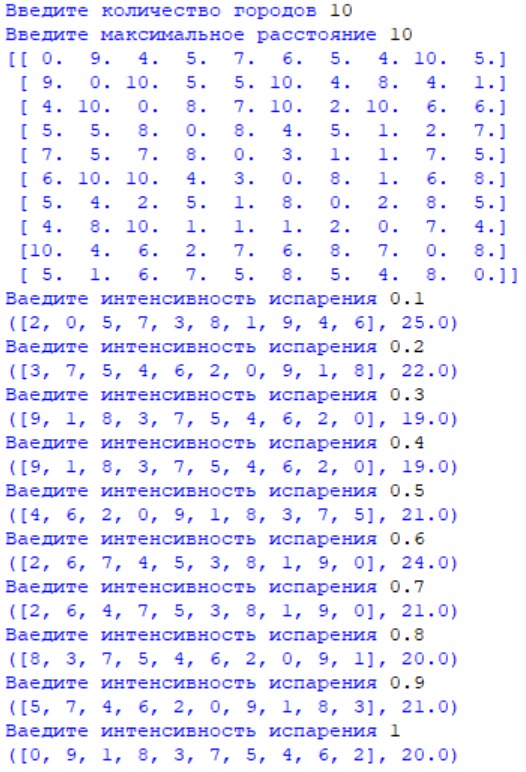 Введите количество городов 10
Введите максимальное расстояние 10
[[ 0.  9.  4.  5.  7.  6.  5.  4. 10.  5.]
 [ 9.  0. 10.  5.  5. 10.  4.  8.  4.  1.]
 [ 4. 10.  0.  8.  7. 10.  2. 10.  6.  6.]
 [ 5.  5.  8.  0.  8.  4.  5.  1.  2.  7.]
 [ 7.  5.  7.  8.  0.  3.  1.  1.  7.  5.]
 [ 6. 10. 10.  4.  3.  0.  8.  1.  6.  8.]
 [ 5.  4.  2.  5.  1.  8.  0.  2.  8.  5.]
 [ 4.  8. 10.  1.  1.  1.  2.  0.  7.  4.]
 [10.  4.  6.  2.  7.  6.  8.  7.  0.  8.]
 [ 5.  1.  6.  7.  5.  8.  5.  4.  8.  0.]]
Ваедите интенсивность испарения 0.1
([2, 0, 5, 7, 3, 8, 1, 9, 4, 6], 25.0)
Ваедите интенсивность испарения 0.2
([3, 7, 5, 4, 6, 2, 0, 9, 1, 8], 22.0)
Ваедите интенсивность испарения 0.3
([9, 1, 8, 3, 7, 5, 4, 6, 2, 0], 19.0)
Ваедите интенсивность испарения 0.4
([9, 1, 8, 3, 7, 5, 4, 6, 2, 0], 19.0)
Ваедите интенсивность испарения 0.5
([4, 6, 2, 0, 9, 1, 8, 3, 7, 5], 21.0)
Ваедите интенсивность испарения 0.6
([2, 6, 7, 4, 5, 3, 8, 1, 9, 0], 24.0)
Ваедите интенсивность испарения 0.7
([2, 6, 4, 7, 5, 3, 8, 1, 9, 0], 21.0)
Ваедите интенсивность испарения 0.8
([8, 3, 7, 5, 4, 6, 2, 0, 9, 1], 20.0)
Ваедите интенсивность испарения 0.9
([5, 7, 4, 6, 2, 0, 9, 1, 8, 3], 21.0)
Ваедите интенсивность испарения 1
([0, 9, 1, 8, 3, 7, 5, 4, 6, 2], 20.0)